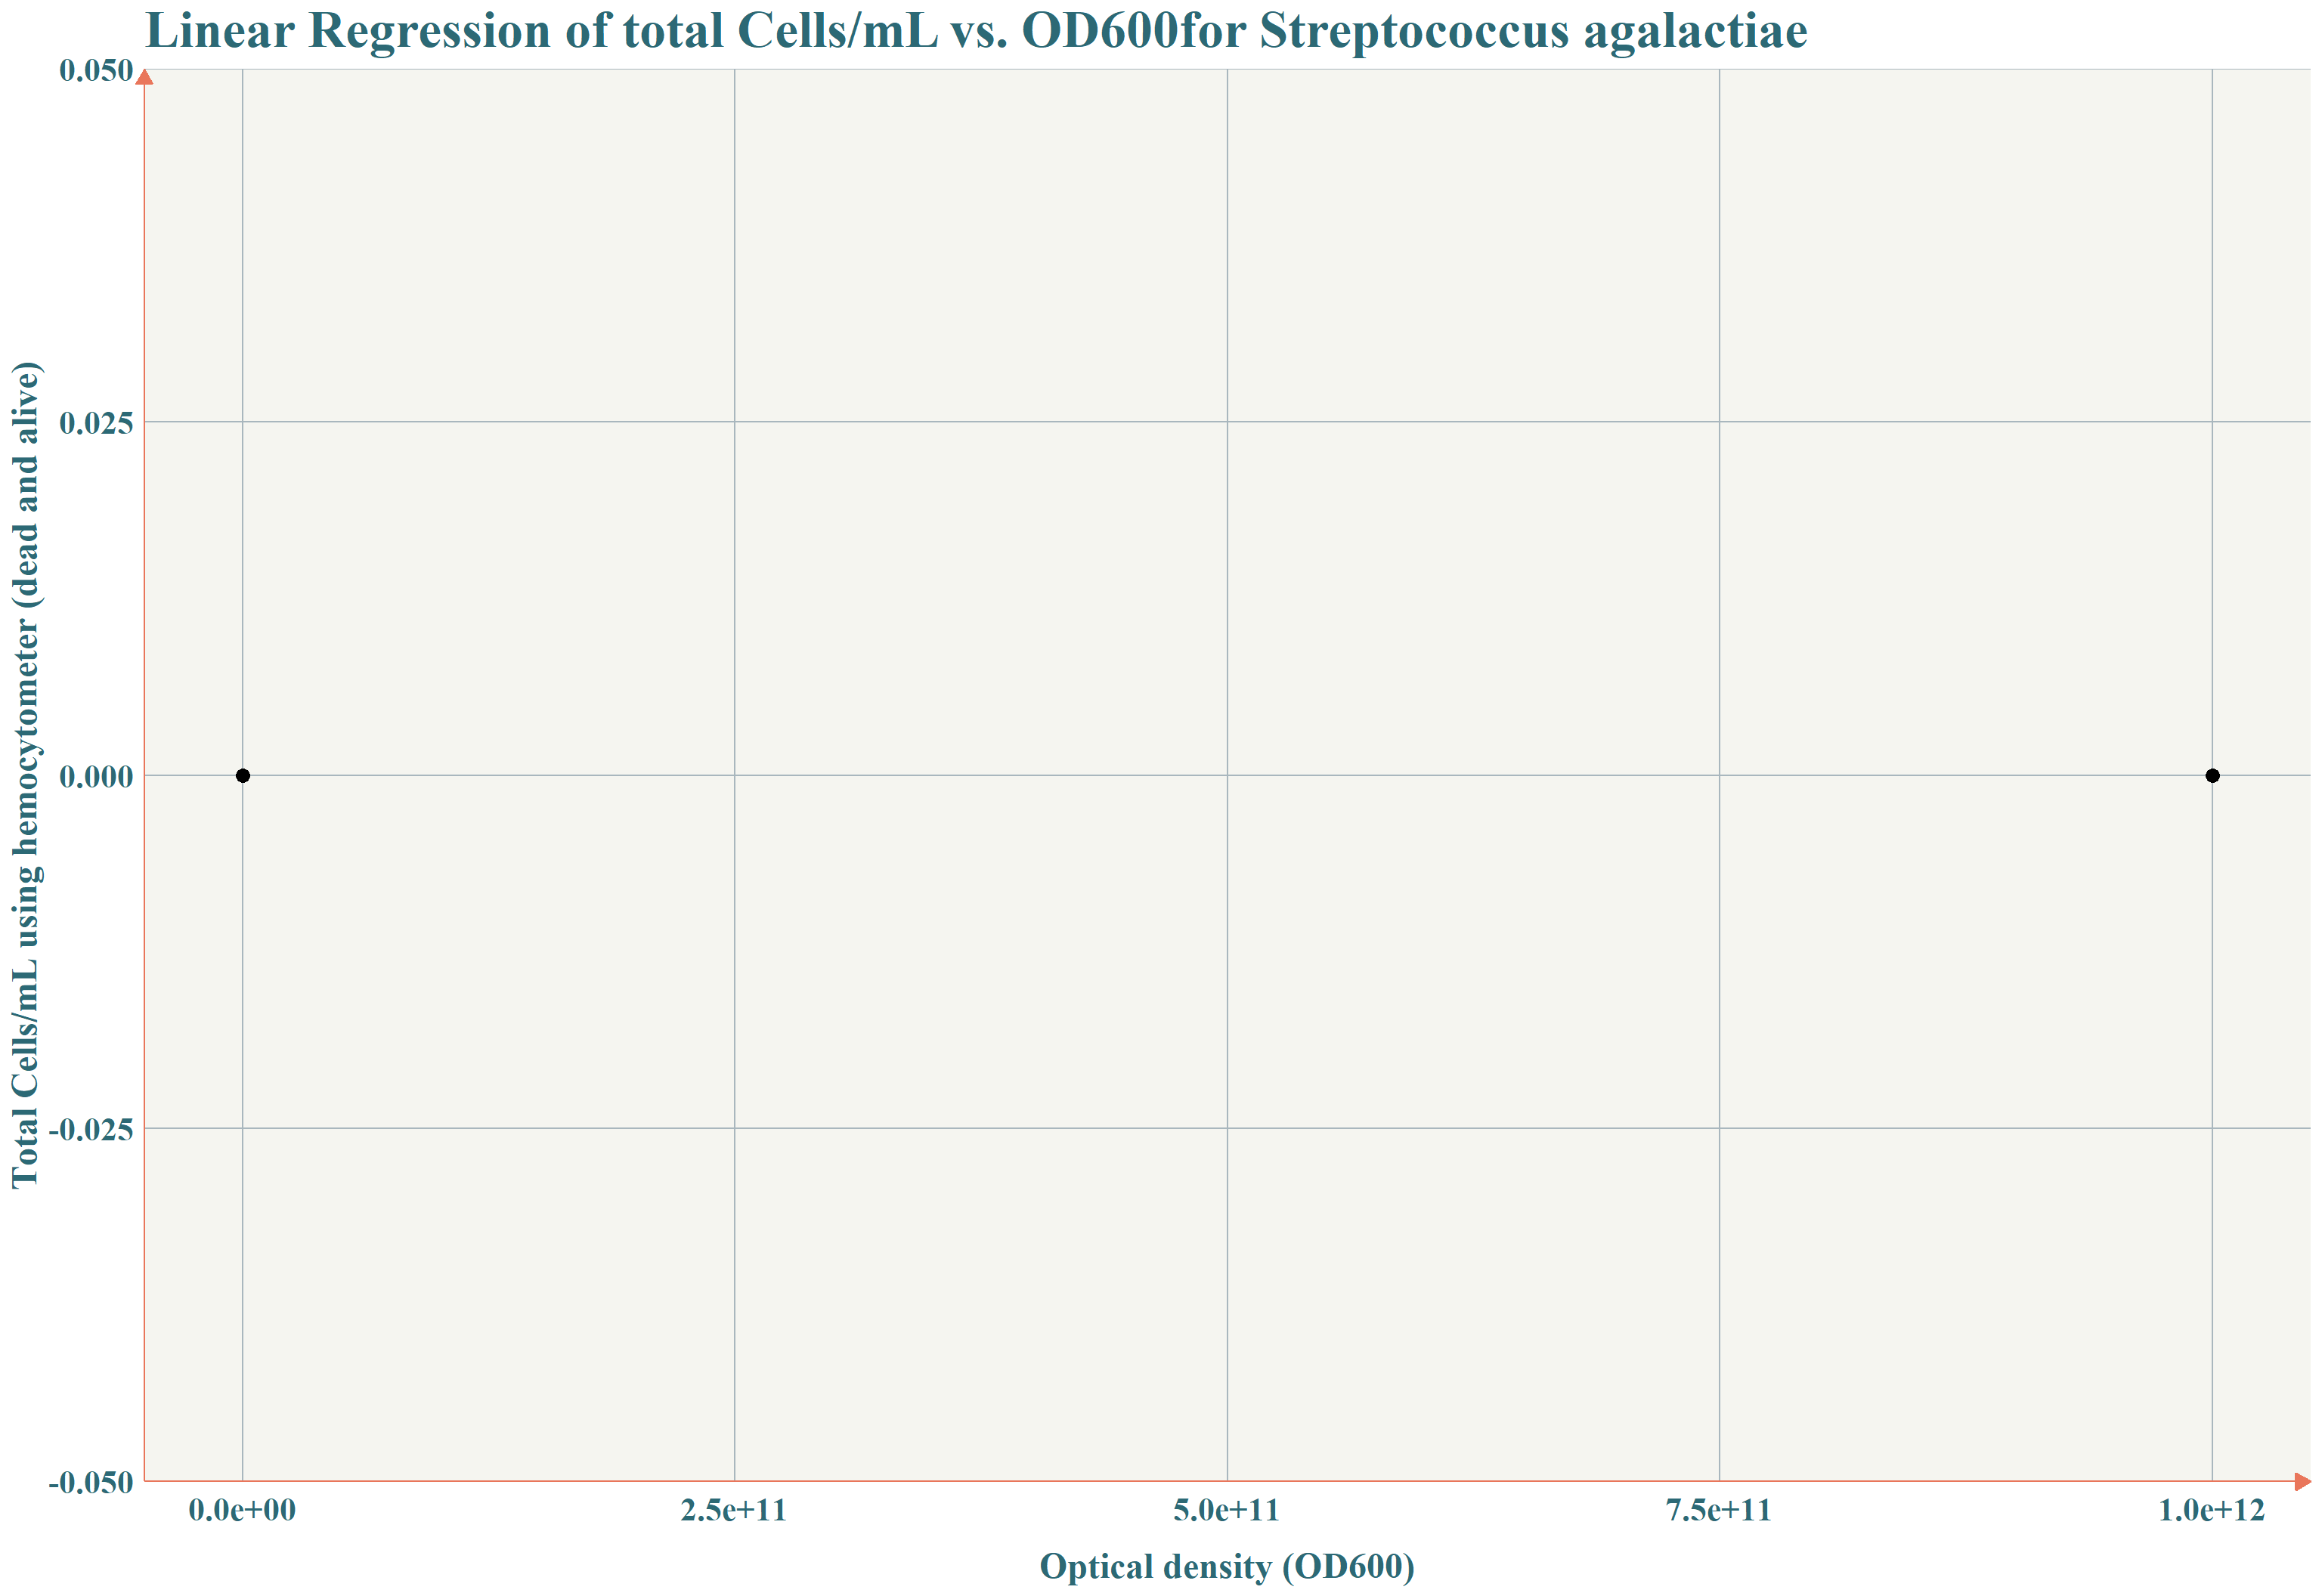 Linear Regression of total Cells/mL vs. OD600for Streptococcus agalactiae
Total Cells/mL using hemocytometer (dead and alive)
0.050
0.025
0.000
-0.025
-0.050
0.0e+00
2.5e+11
5.0e+11
7.5e+11
1.0e+12
Optical density (OD600)